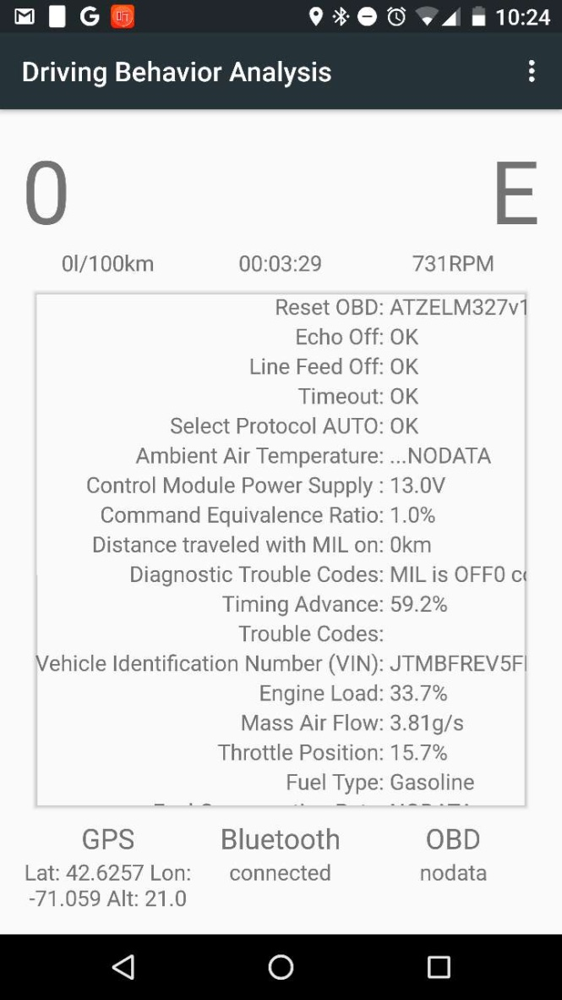 10:24
Driving Behavior Analysis
0 E
0l/100km 00:03:29 731RPM
Reset OBD: ATZELM327v1
Echo Off: OK
Line Feed Off: OK
Timeout: OK
Select Protocol AUTO: OK
Ambient Air Temperature: ...NODATA
Control Module Power Supply : 13.0V
Command Equivalence Ratio: 1.0%
Distance traveled with MIL on: 0km
Diagnostic Trouble Codes: MIL is OFF0 co
Timing Advance: 59.2%
Trouble Codes:
Vehicle Identification Number (VIN): JTMBFREV5F
Engine Load: 33.7%
Mass Air Flow: 3.81g/s
Throttle Position: 15.7%
Fuel Type: Gasoline
GPS Bluetooth OBD
Lat: 42.6257 Lon: connected nodata
-71.059 Alt: 21.0